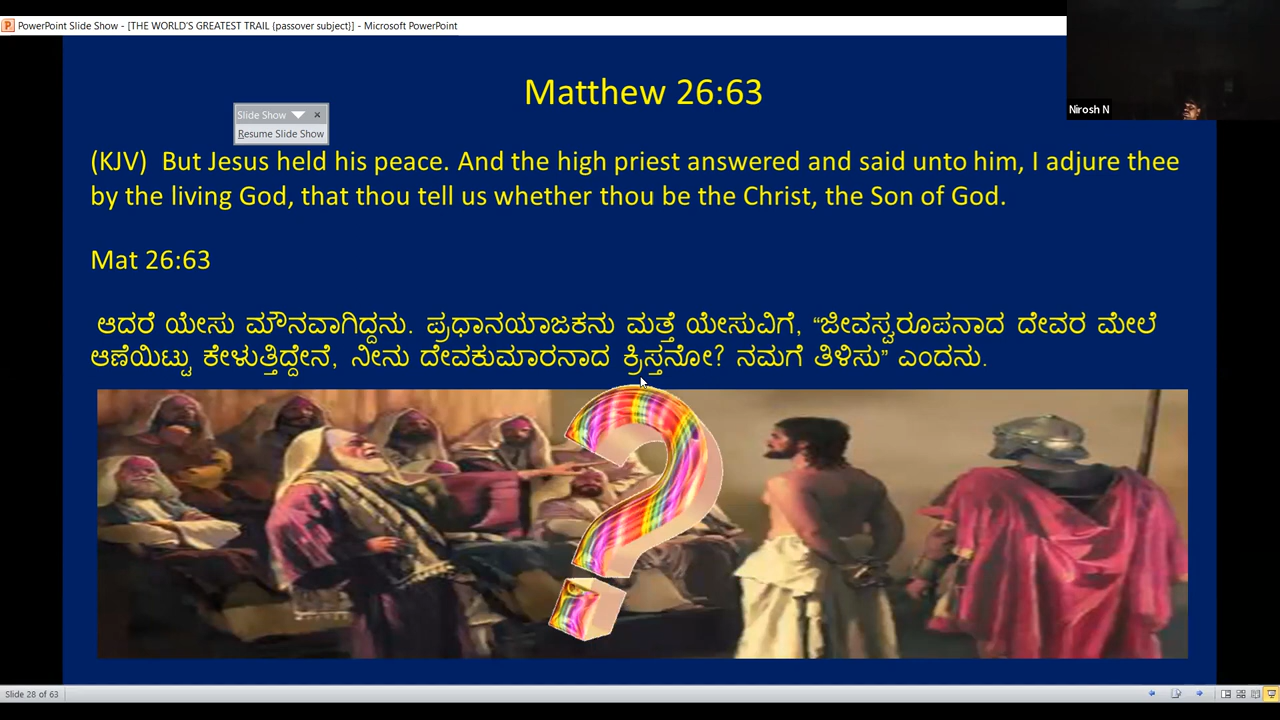 PowerPoint Slide Show - [THE WORLD'S GREATEST TRAIL (passover subject}] - Microsoft PowerPoint
Nirosh N
Matthew 26:63
Slide Show
Resume Slide Show
(KJV) But Jesus held his peace. And the high priest answered and said unto him, I adjure thee
by the living God, that thou tell us whether thou be the Christ, the Son of God.
Mat 26:63
ಆದರೆ ಯೇಸು ಮೌನವಾಗಿದ್ದನು. ಪ್ರಧಾನಯಾಜಕನು ಮತ್ತೆ ಯೇಸುವಿಗೆ, “ಜೀವಸ್ವರೂಪನಾದ ದೇವರ ಮೇಲೆ
ಆಣೆಯಿಟ್ಟು ಕೇಳುತ್ತಿದ್ದೇನೆ, ನೀನು ದೇವಕುಮಾರನಾದ ಕ್ರಿಸ್ತನೋ? ನಮಗೆ ತಿಳಿಸು” ಎಂದನು.
?
Slide 28 of 63